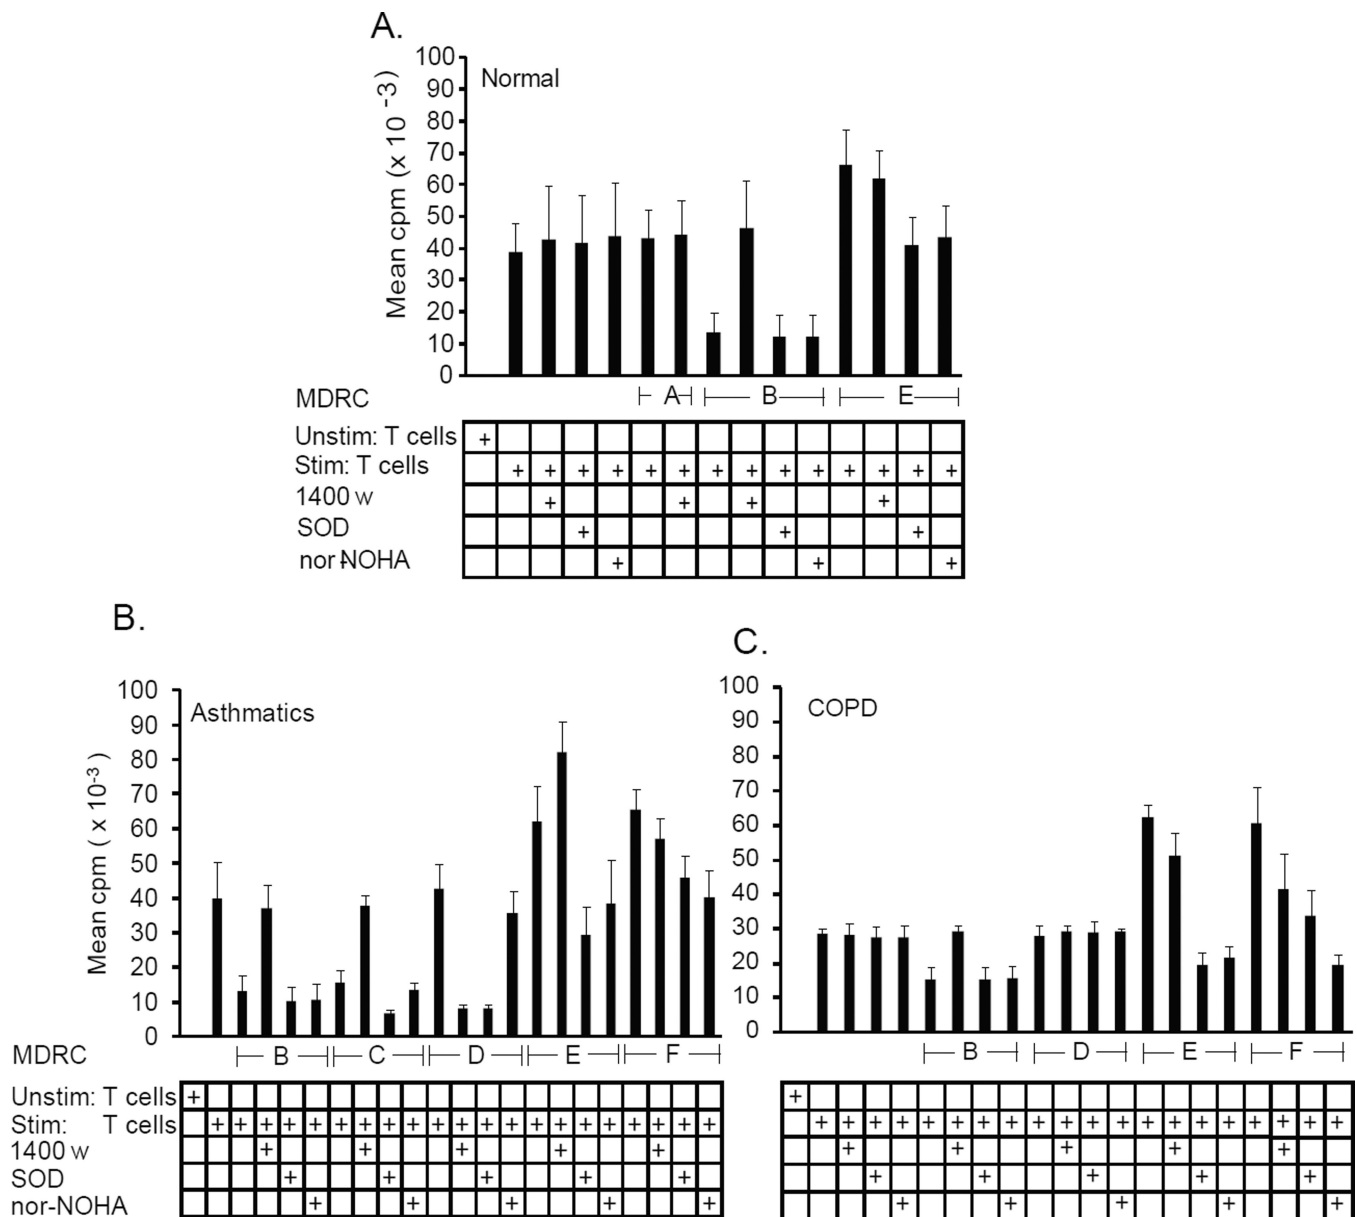 A.
Normal
Mean cpm (x 10 -3)
100
90
80
70
60
50
40
30
20
10
0
MDRC A B E
Unstim: T cells +
Stim: T cells + + + + + + + + + + + + + +
1400 w + + + +
SOD + + +
nor-NOHA + + +
B.
Asthmatics
Mean cpm ( x 10-3 )
100
90
80
70
60
50
40
30
20
10
0
MDRC B C D E F
Unstim: T cells +
Stim: T cells + + + + + + + + + + + + + + + + + + + + +
1400 w + + + + +
SOD + + + + +
nor-NOHA + + + + +
C.
COPD
100
90
80
70
60
50
40
30
20
10
0
B D E F
+
+ + + + + + + + + + + + + + + + + + + +
+ + + + +
+ + + + +
+ + + + +